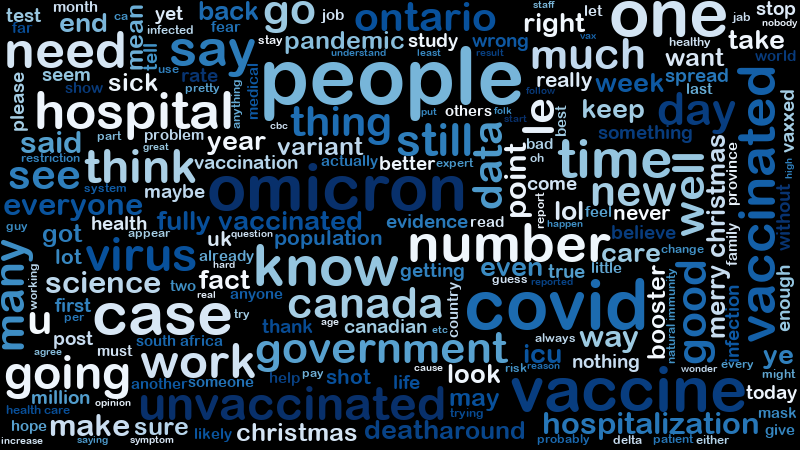 test
month
ca
yet
back
go
job
ontario
staff
right
let
one
jab
stop
nobody
far
end
infected
fear
stay
pandemic
study
wrong
vax
healthy
take
need
mean
tell
say
understand
least
result
much
want
world
seem
use
rate
medical
people
really
week
spread
show
sick
pretty
anything
follow
last
please
hospital
cbc
thing
put
others
folk
start
le
best
keep
day
vaccinated
vaxxed
said
part
problem
year
variant
still
data
bad
something
restriction
great
think
vaccination
actually
better
expert
point
oh
time
well
christmas
province
high
see
system
maybe
omicron
come
new
without
everyone
health
fully vaccinated
evidence
read
report
lol
feel
never
guy
got
appear
uk
question
population
number
happen
believe
family
many
lot
virus
already
know
getting
even
true
little
care
change
working
hard
guess
reported
science
two
fact
anyone
canada
country
covid
booster
natural immunity
good
merry
infection
enough
first
real
u
per
case
try
age
thank
canadian
etc
always
way
post
south africa
government
icu
nothing
ye
agree
must
cause
risk
reason
wonder
every
might
going
work
another
someone
help
pay
shot
life
look
vaccine
today
million
opinion
unvaccinated
may
trying
hospitalization
mask
health care
hope
make
sure
likely
christmas
deatharound
probably
delta
patient
either
give
increase
saying
symptom